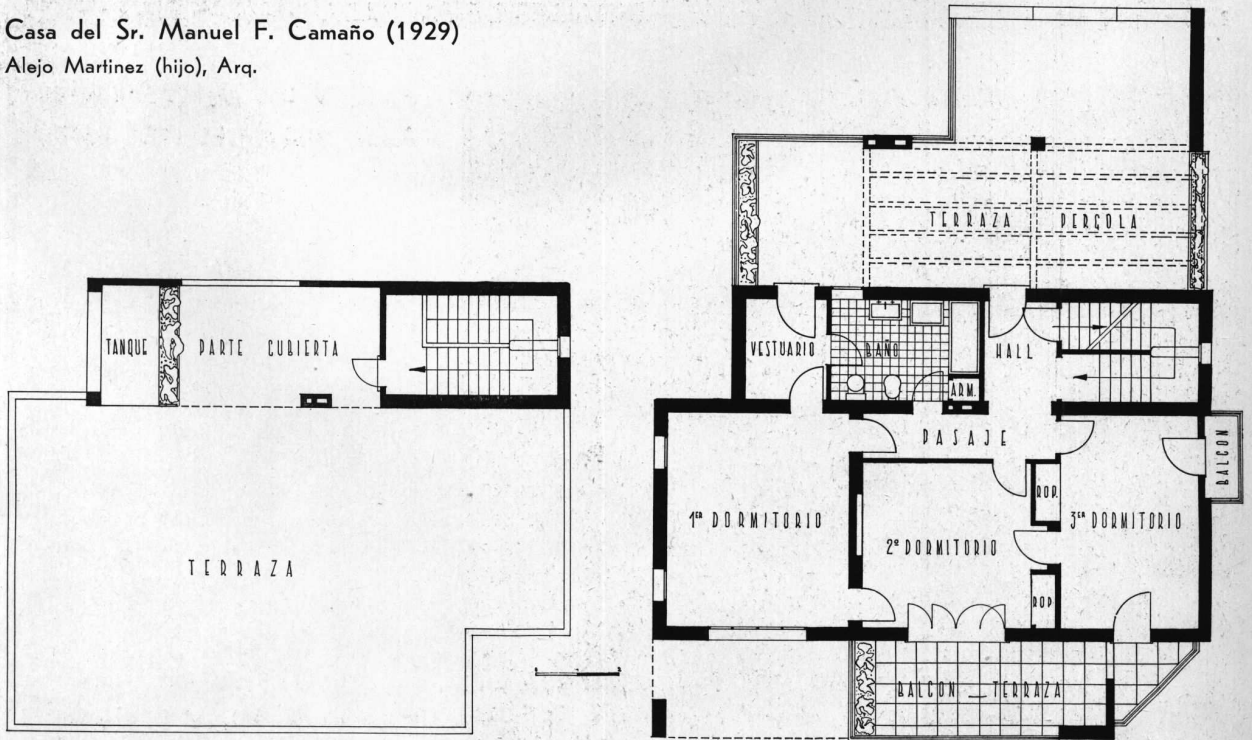 Casa del Sr. Manuel F. Camaño (1929)
Alejo Martinez (hijo), Arq.
TANQUE
PARTE CUBIERTA
TERRAZA
TERRAZA
PERGOLA
VESTUARIO
BAÑO
HALL
ARM.
PASAJE
BALCON
1ER DORMITORIO
2º DORMITORIO
ROP.
3ER DORMITORIO
ROP
BALCON _ TERRAZA